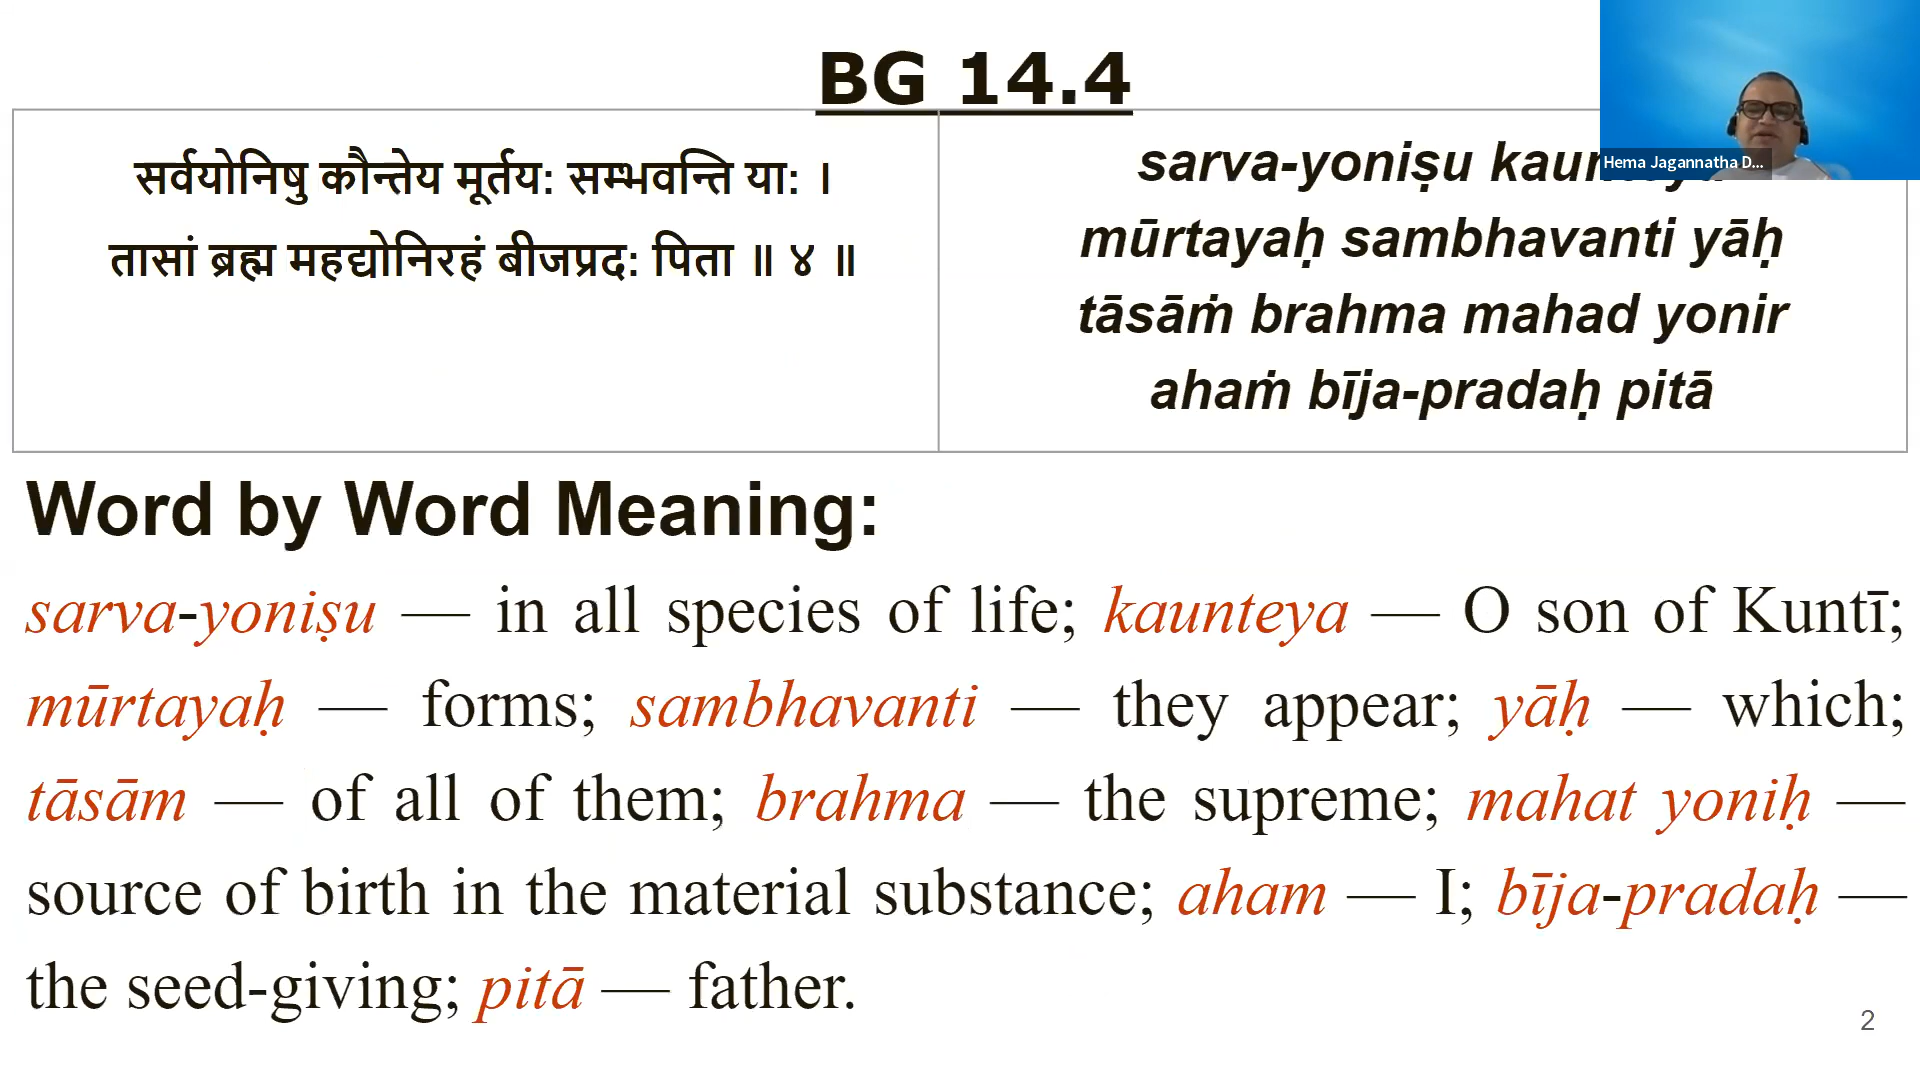 BG 14.4
सर्वयोनिषु कौन्तेय मूर्तय: सम्भवन्ति या: ।
तासां ब्रह्म महद्योनिरहं बीजप्रद: पिता ॥ ४ ॥
sarva-yoniṣu
mūrtayaḥ sambhavanti yāḥ
tāsāṁ brahma mahad yonir
ahaṁ bīja-pradaḥ pitā
Hema Jagannatha D...
Word by Word Meaning:
sarva-yoniṣu — in all species of life; kaunteya — O son of Kuntī;
mūrtayaḥ — forms; sambhavanti — they appear; yāḥ — which;
tāsām — of all of them; brahma — the supreme; mahat yoniḥ —
source of birth in the material substance; aham — I; bīja-pradaḥ —
the seed-giving; pitā — father.
2